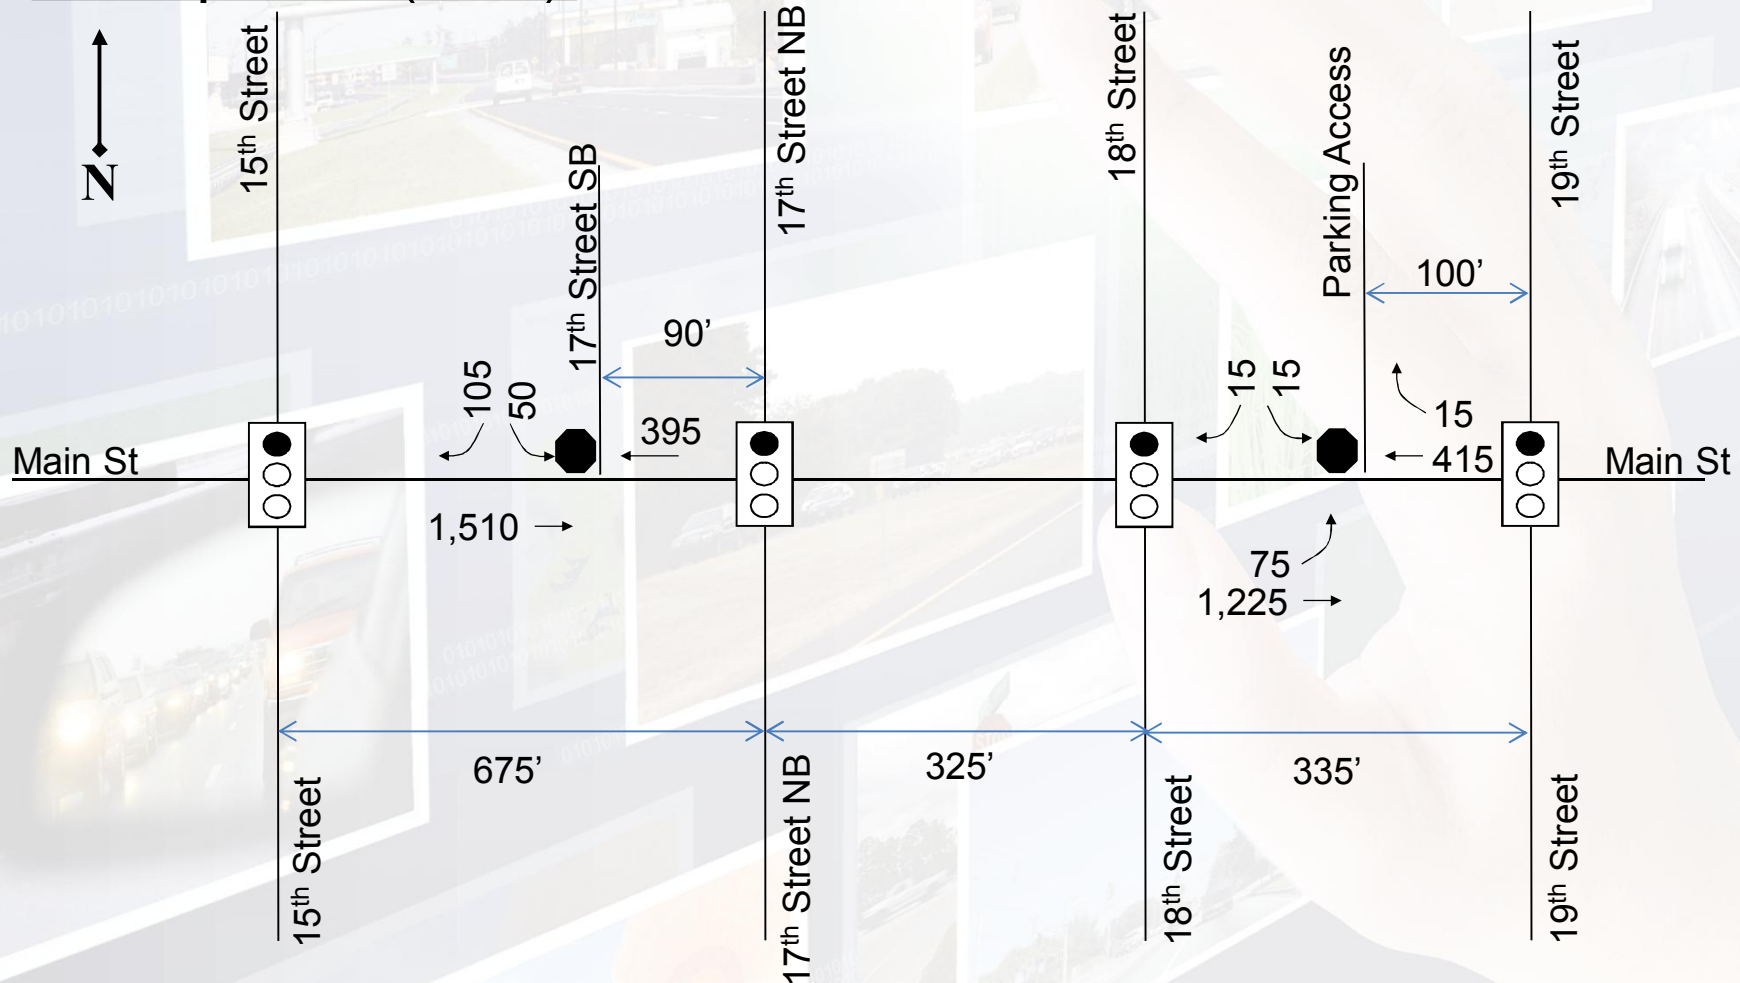 N
15th Street
17th Street SB
17th Street NB
18th Street
Parking Access
19th Street
100’
90’
105
50
395
15
15
15
415
Main St
Main St
1,510
75
1,225
675’
325’
335’
15th Street
17th Street NB
18th Street
19th Street